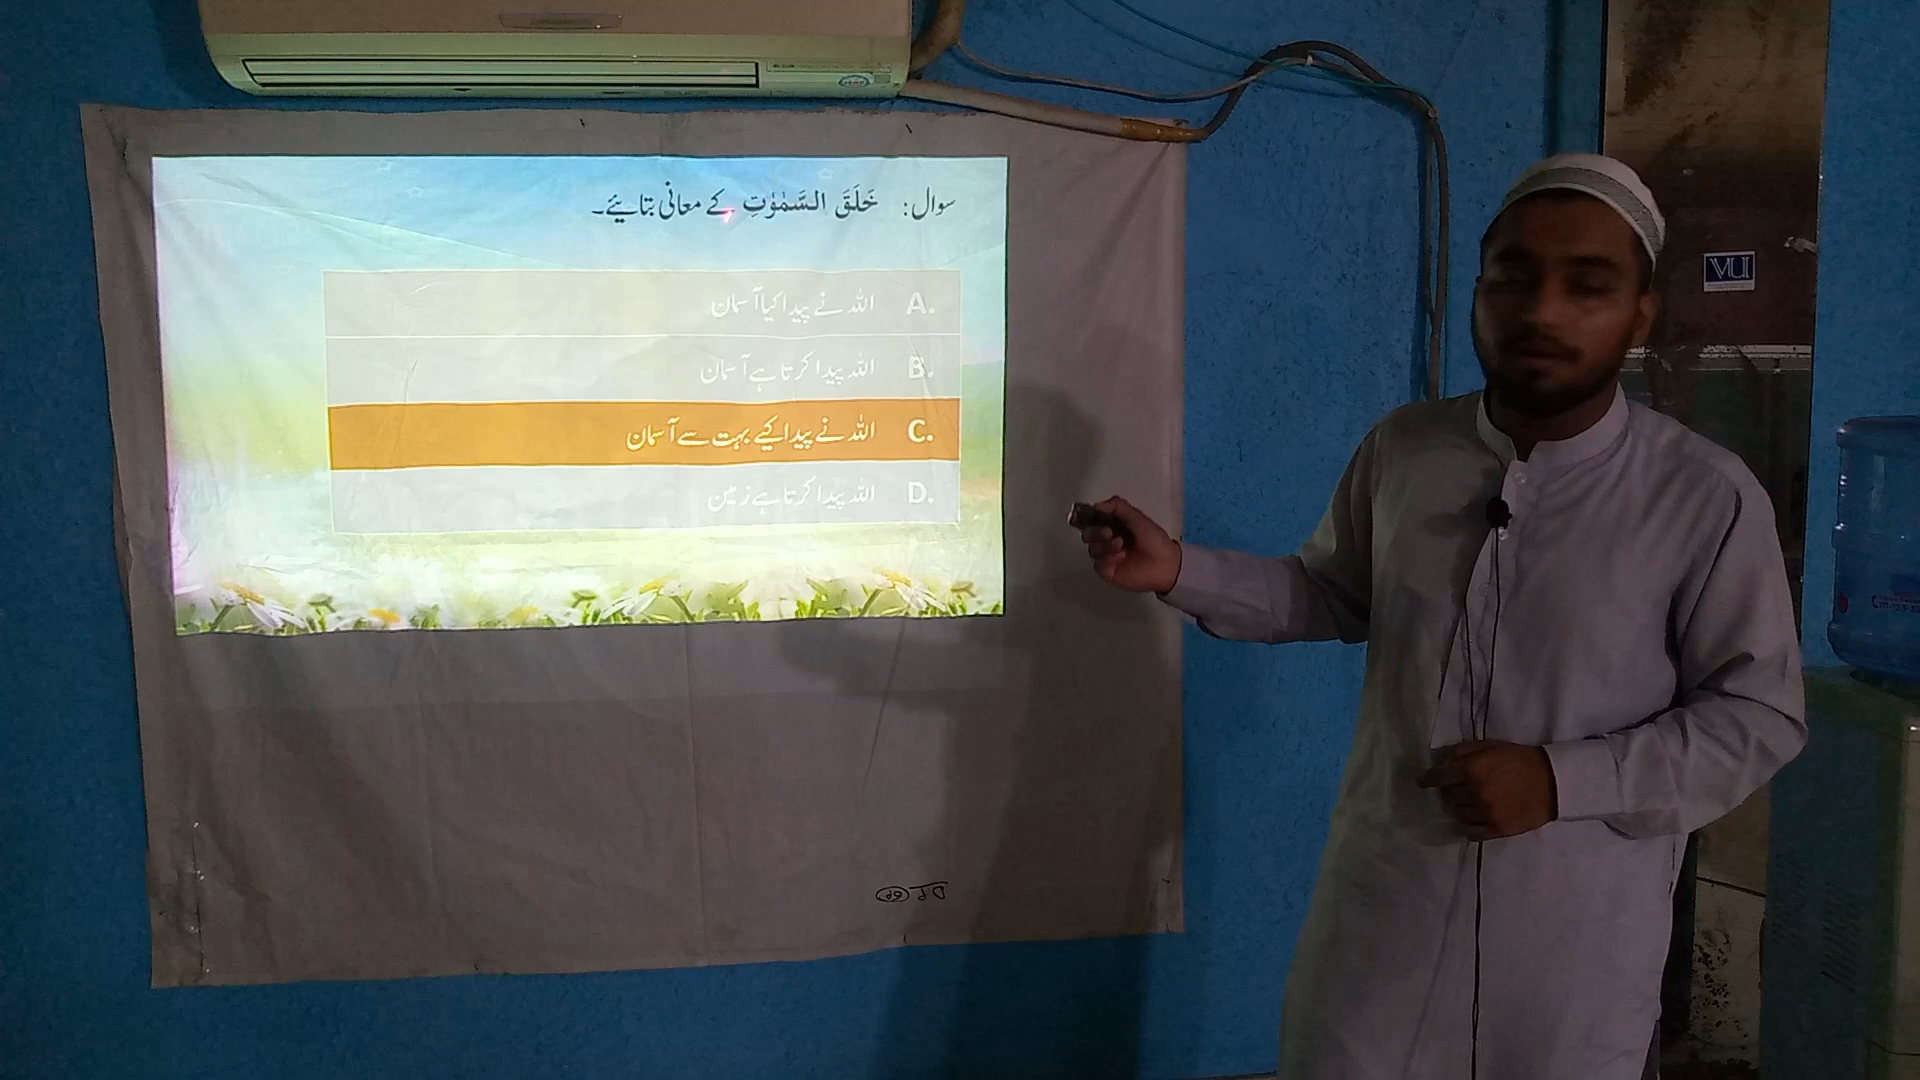 سوال: خَلَقَ السَّمٰوٰتِ کے معانی بتایئے۔
A. اللہ نے پیدا کیا آسمان
B. اللہ پیدا کرتا ہے آسمان
C. اللہ نے پیدا کیے بہت سے آسمان
D. اللہ پیدا کرتا ہے زمین
VU